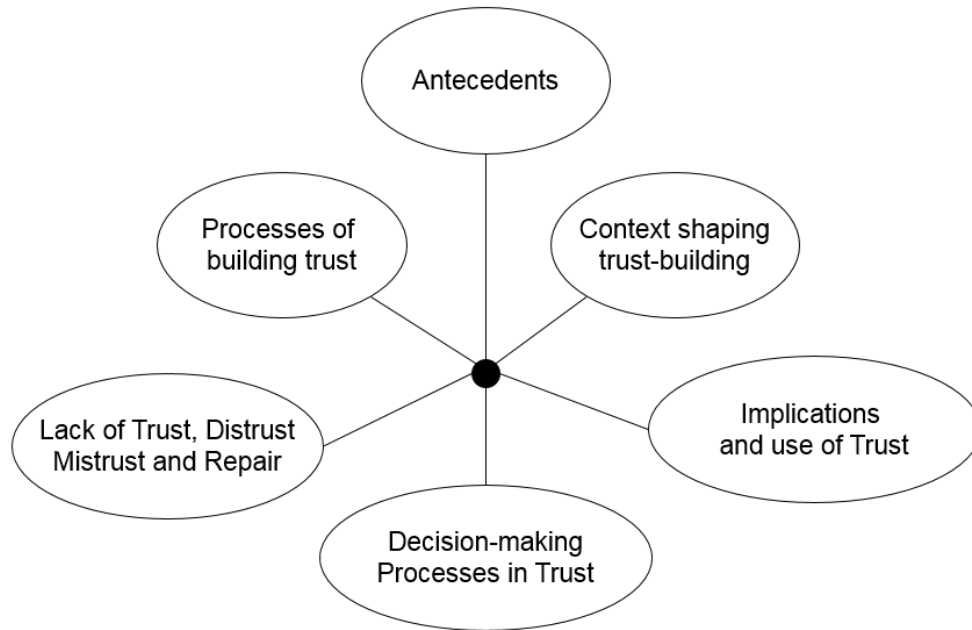 Antecedents
Processes of
building trust
Context shaping
trust-building
Lack of Trust, Distrust
Mistrust and Repair
Implications
and use of Trust
Decision-making
Processes in Trust